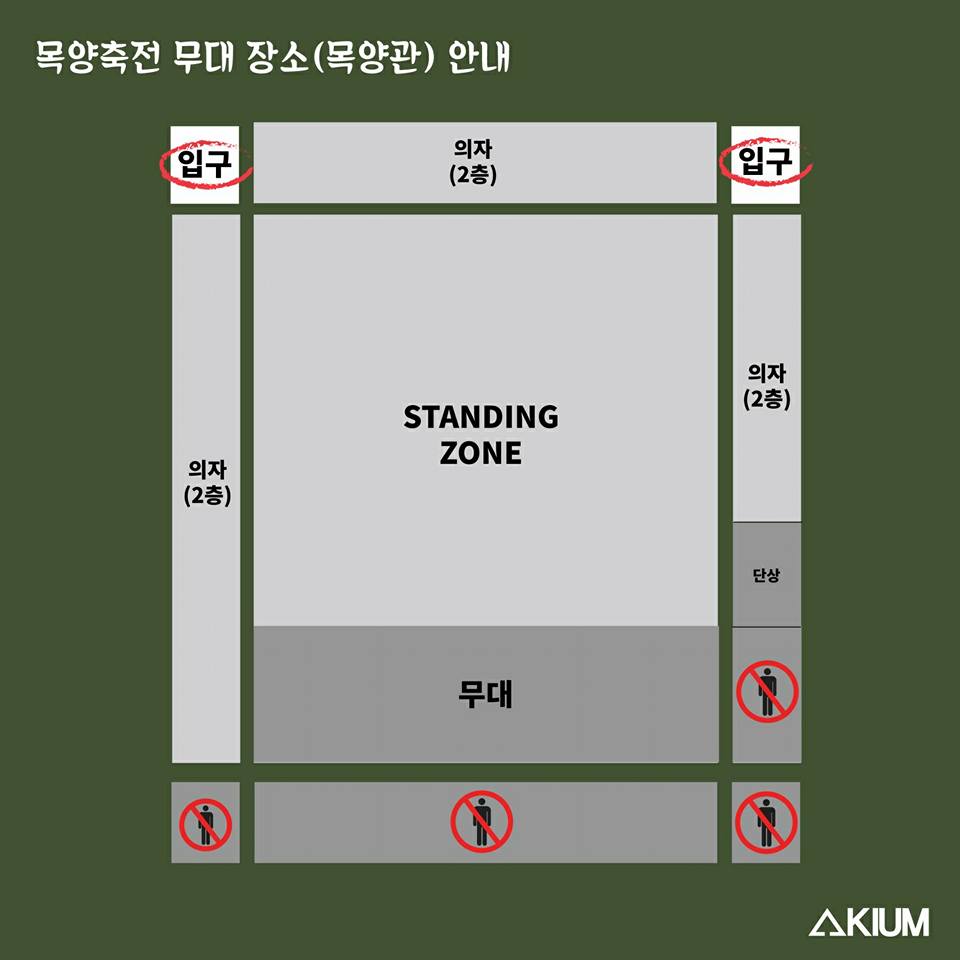 목양축전 무대 장소(목양관) 안내
입구
의자
(2층)
입구
의자
(2층)
STANDING
ZONE
의자
(2층)
단상
무대
AKIUM